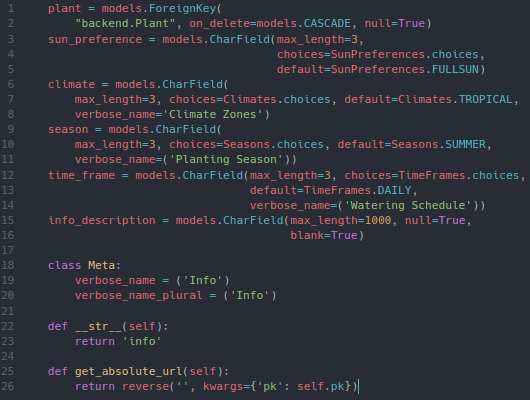 1 plant = models.ForeignKey(
2 "backend.Plant", on_delete=models.CASCADE, null=True)
3 sun_preference = models.CharField(max_length=3,
4 choices=SunPreferences.choices,
5 default=SunPreferences.FULLSUN)
6 climate = models.CharField(
7 max_length=3, choices=Climates.choices, default=Climates.TROPICAL,
8 verbose_name='Climate Zones')
9 season = models.CharField(
10 max_length=3, choices=Seasons.choices, default=Seasons.SUMMER,
11 verbose_name=('Planting Season'))
12 time_frame = models.CharField(max_length=3, choices=TimeFrames.choices,
13 default=TimeFrames.DAILY,
14 verbose_name=('Watering Schedule'))
15 info_description = models.CharField(max_length=1000, null=True,
16 blank=True)
17
18 class Meta:
19 verbose_name = ('Info')
20 verbose_name_plural = ('Info')
21
22 def __str__(self):
23 return 'info'
24
25 def get_absolute_url(self):
26 return reverse('', kwargs={'pk': self.pk})